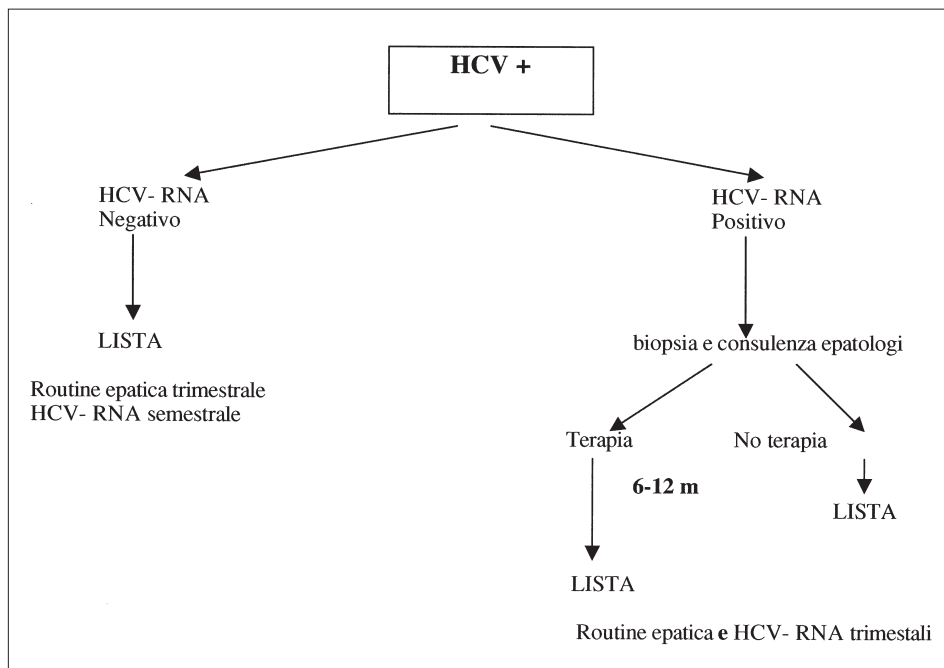 HCV +
HCV- RNA
Negativo
HCV- RNA
Positivo
LISTA
biopsia e consulenza epatologi
Routine epatica trimestrale
HCV- RNA semestrale
Terapia
No terapia
6-12 m
LISTA
LISTA
Routine epatica e HCV- RNA trimestali